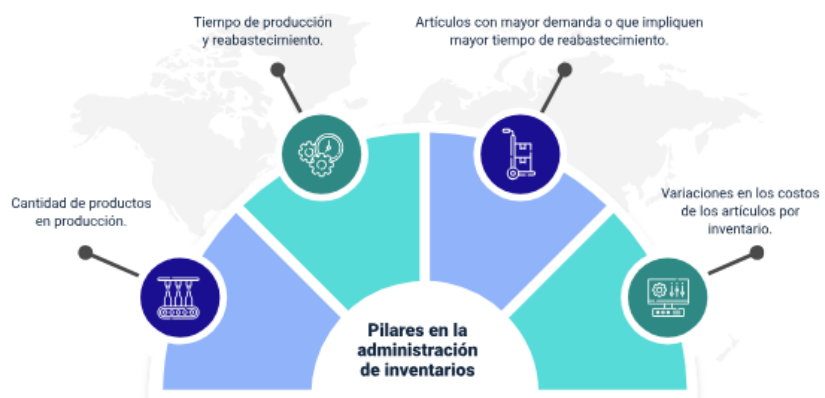 Tiempo de producción
y reabastecimiento.
Artículos con mayor demanda o que impliquen
mayor tiempo de reabastecimiento.
Cantidad de productos
en producción.
Variaciones en los costos
de los artículos por
inventario.
Pilares en la
administración
de inventarios